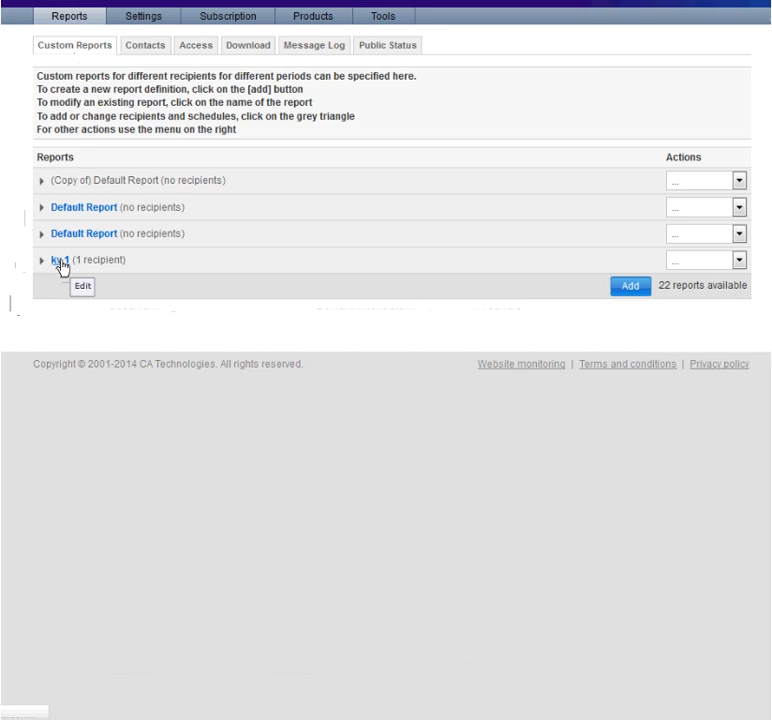 Reports Settings Subscription Products Tools
Custom Reports Contacts Access Download Message Log Public Status
Custom reports for different recipients for different periods can be specified here.
To create a new report definition, click on the [add] button
To modify an existing report, click on the name of the report
To add or change recipients and schedules, click on the grey triangle
For other actions use the menu on the right
Reports Actions
(Copy of) Default Report (no recipients) ...
Default Report (no recipients) ...
Default Report (no recipients) ...
(1 recipient) ...
Edit Add 22 reports available
Copyright © 2001-2014 CA Technologies. All rights reserved. Website monitoring | Terms and conditions | Privacy policy